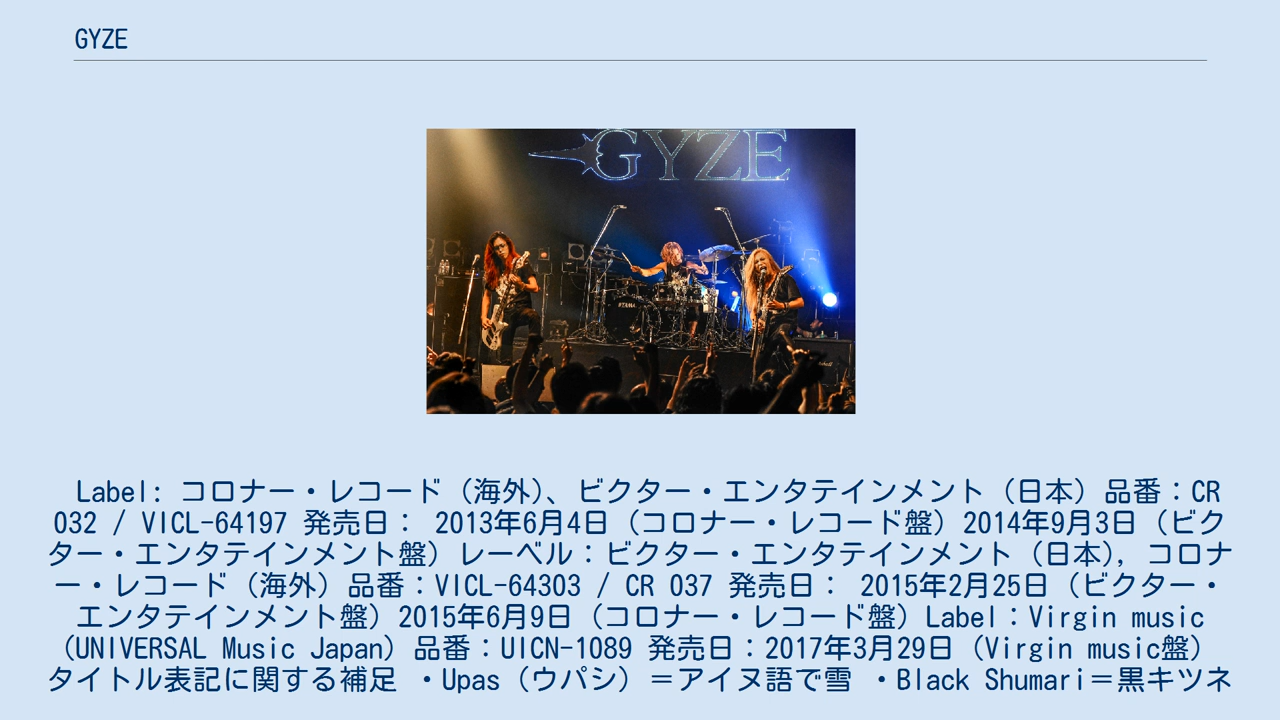 GYZE
GYZE
TAMA
Marshall
Label: コロナー・レコード（海外）、ビクター・エンタテインメント（日本）品番：CR
032 / VICL-64197 発売日： 2013年6月4日（コロナー・レコード盤）2014年9月3日（ビク
ター・エンタテインメント盤）レーベル：ビクター・エンタテインメント（日本）, コロナ
ー・レコード（海外）品番：VICL-64303 / CR 037 発売日： 2015年2月25日（ビクター・
エンタテインメント盤）2015年6月9日（コロナー・レコード盤）Label：Virgin music
（UNIVERSAL Music Japan）品番：UICN-1089 発売日：2017年3月29日（Virgin music盤）
タイトル表記に関する補足 ・Upas（ウパシ）＝アイヌ語で雪 ・Black Shumari＝黒キツネ